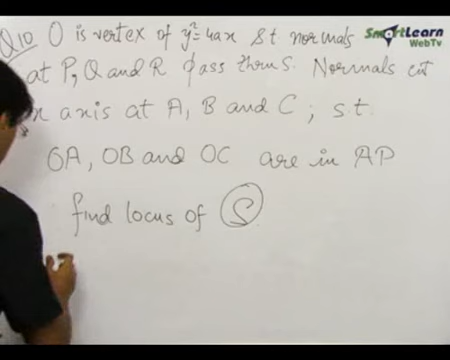 Q10 O is vertex of y²=4ax s.t normals
SmartLearn
WebTv
at P, Q and R pass thru S. Normals cut
x axis at A, B and C; s.t.
OA, OB and OC are in AP
find locus of S